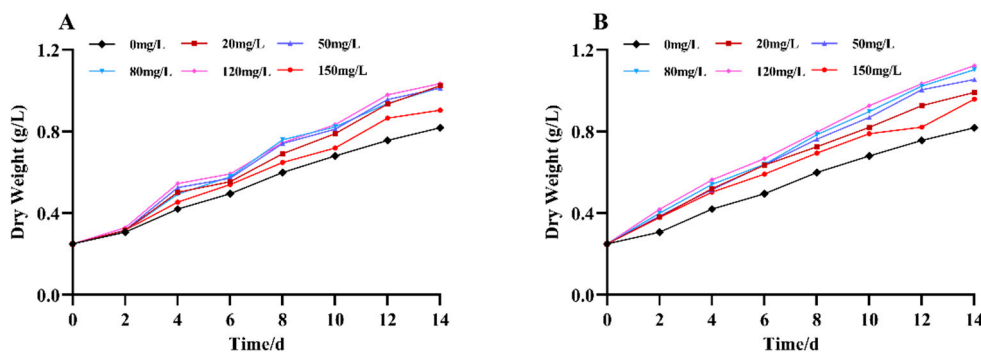 A
0mg/L 20mg/L 50mg/L
80mg/L 120mg/L 150mg/L
Dry Weight (g/L)
1.2
0.8
0.4
0.0
0 2 4 6 8 10 12 14
Time/d
B
0mg/L 20mg/L 50mg/L
80mg/L 120mg/L 150mg/L
Dry Weight (g/L)
1.2
0.8
0.4
0.0
0 2 4 6 8 10 12 14
Time/d